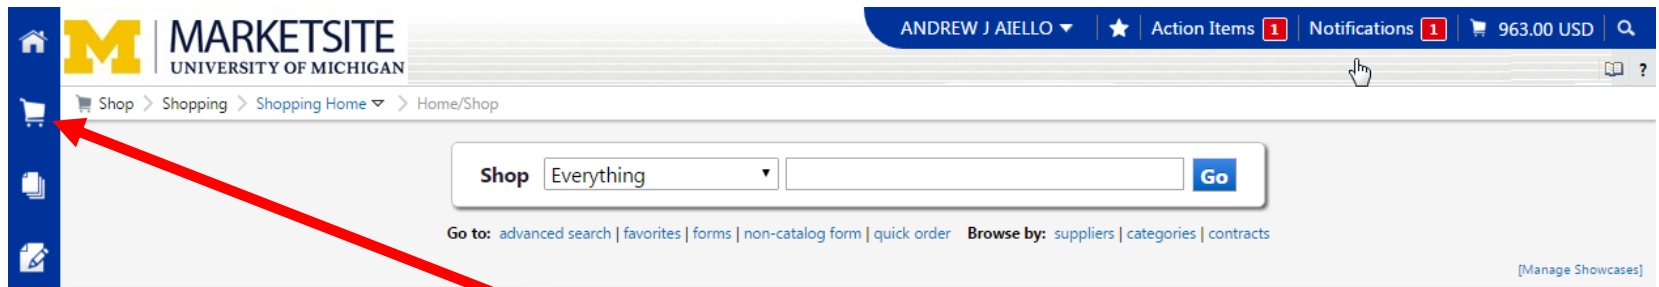 M MARKETSITE
UNIVERSITY OF MICHIGAN
ANDREW J AIELLO Action Items 1 Notifications 1 963.00 USD
?
Shop > Shopping > Shopping Home > Home/Shop
Shop Everything Go
Go to: advanced search | favorites | forms | non-catalog form | quick order Browse by: suppliers | categories | contracts
[Manage Showcases]